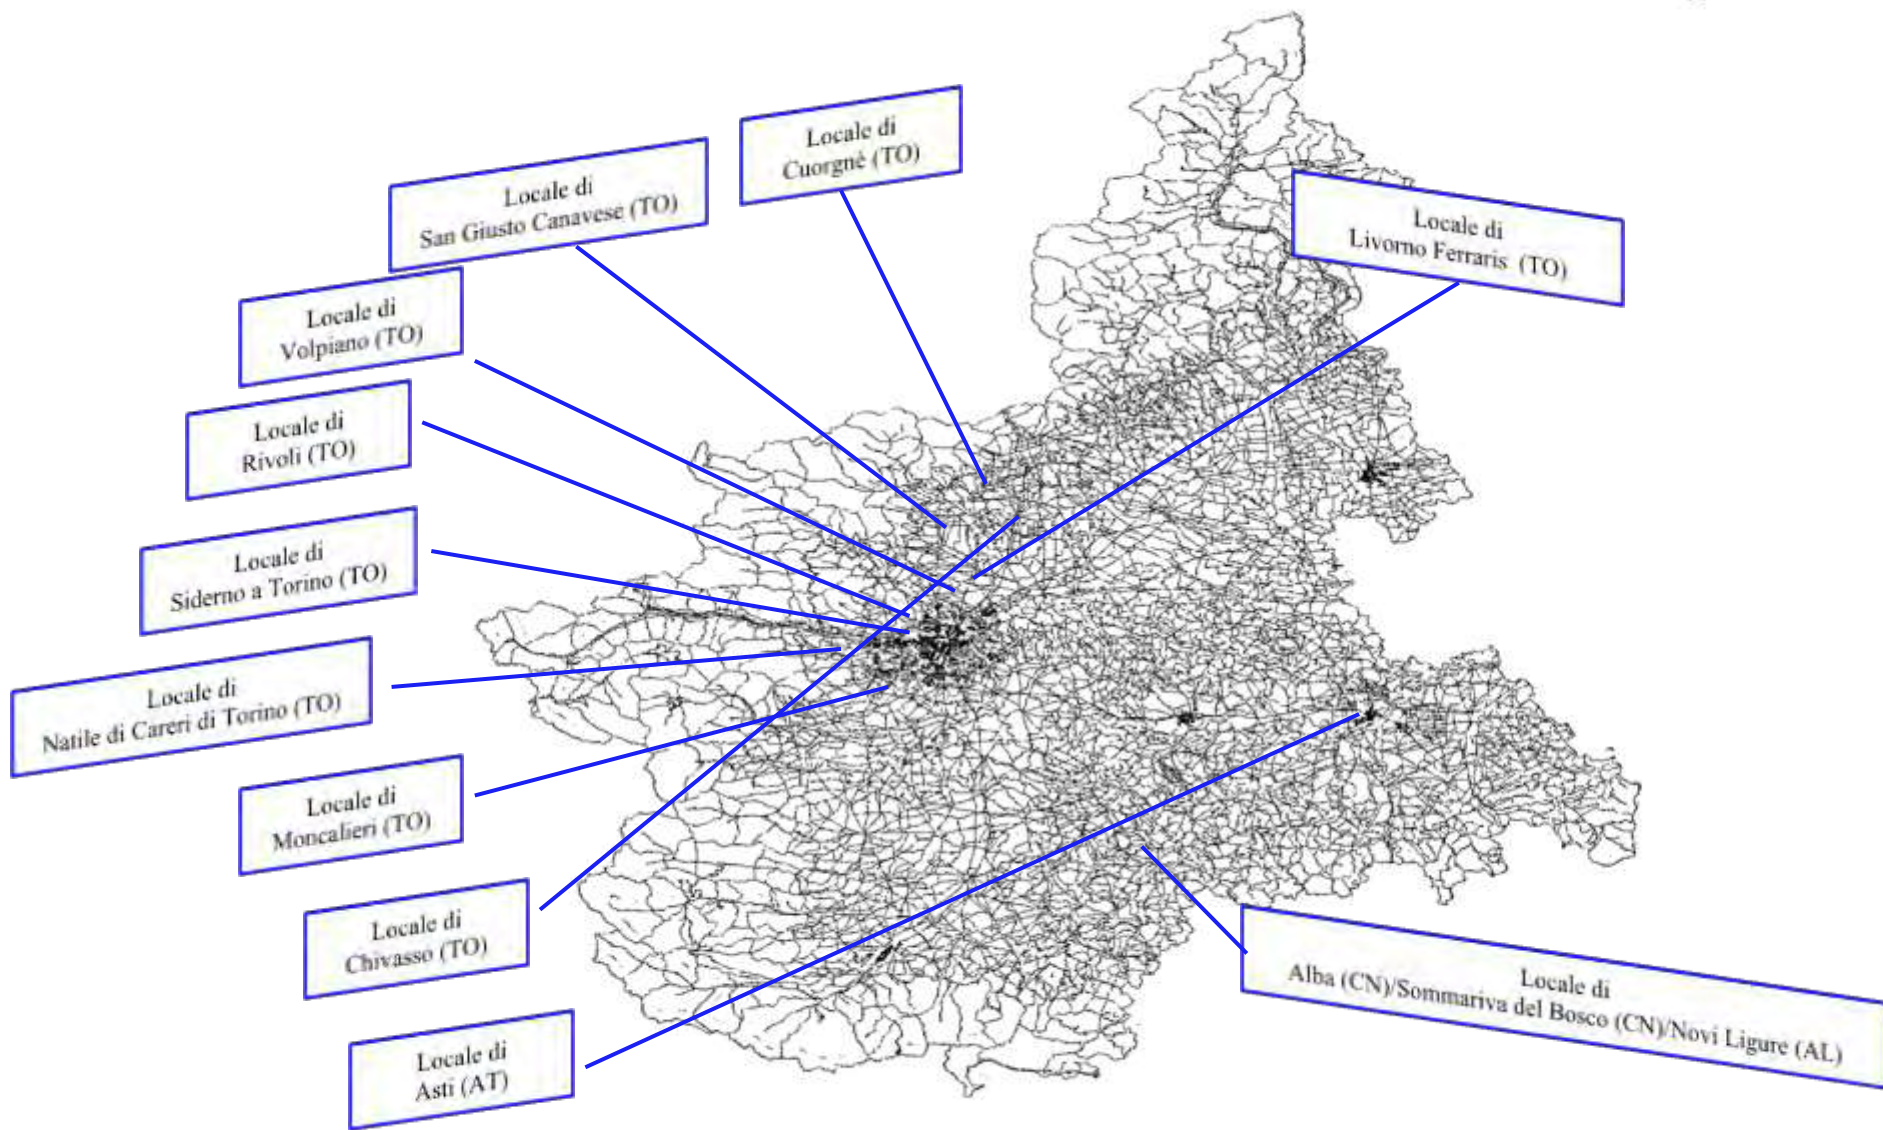 Locale di
Cuorgnè (TO)
Locale di
San Giusto Canavese (TO)
Locale di
Livorno Ferraris (TO)
Locale di
Volpiano (TO)
Locale di
Rivoli (TO)
Locale di
Siderno a Torino (TO)
Locale di
Natile di Careri di Torino (TO)
Locale di
Moncalieri (TO)
Locale di
Chivasso (TO)
Locale di
Asti (AT)
Locale di
Alba (CN)/Sommariva del Bosco (CN)/Novi Ligure (AL)